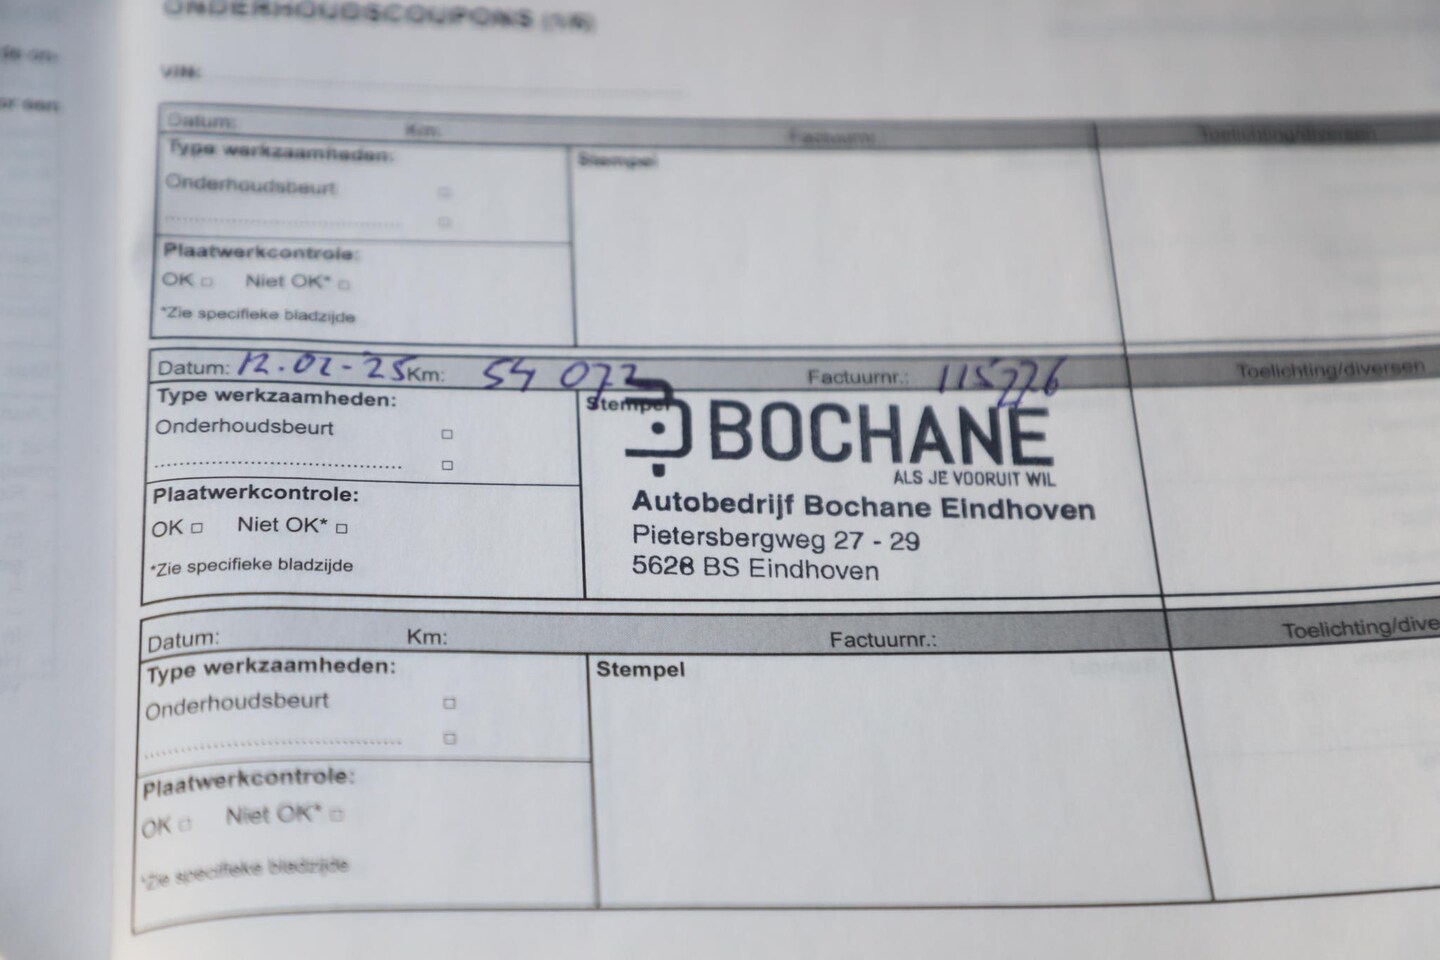 ONDERHOUDSCOUPONS
VIN:
Datum: Km: Factuurnr. Toelichting/diversen
Type werkzaamheden: Stempel
Onderhoudsbeurt □
........................................ □
Plaatwerkcontrole:
OK □ Niet OK* □
*Zie specifieke bladzijde
Datum: 12.02-25 Km: 54 072 Factuurnr.: 115226 Toelichting/diversen
Type werkzaamheden: Stempel
BOCHANE
Onderhoudsbeurt □
........................................ □
ALS JE VOORUIT WIL
Plaatwerkcontrole: Autobedrijf Bochane Eindhoven
OK □ Niet OK* □ Pietersbergweg 27 - 29
*Zie specifieke bladzijde 5628 BS Eindhoven
Datum: Km: Factuurnr.: Toelichting/dive
Type werkzaamheden: Stempel
Onderhoudsbeurt □
........................................ □
Plaatwerkcontrole:
OK □ Niet OK* □
*Zie specifieke bladzijde